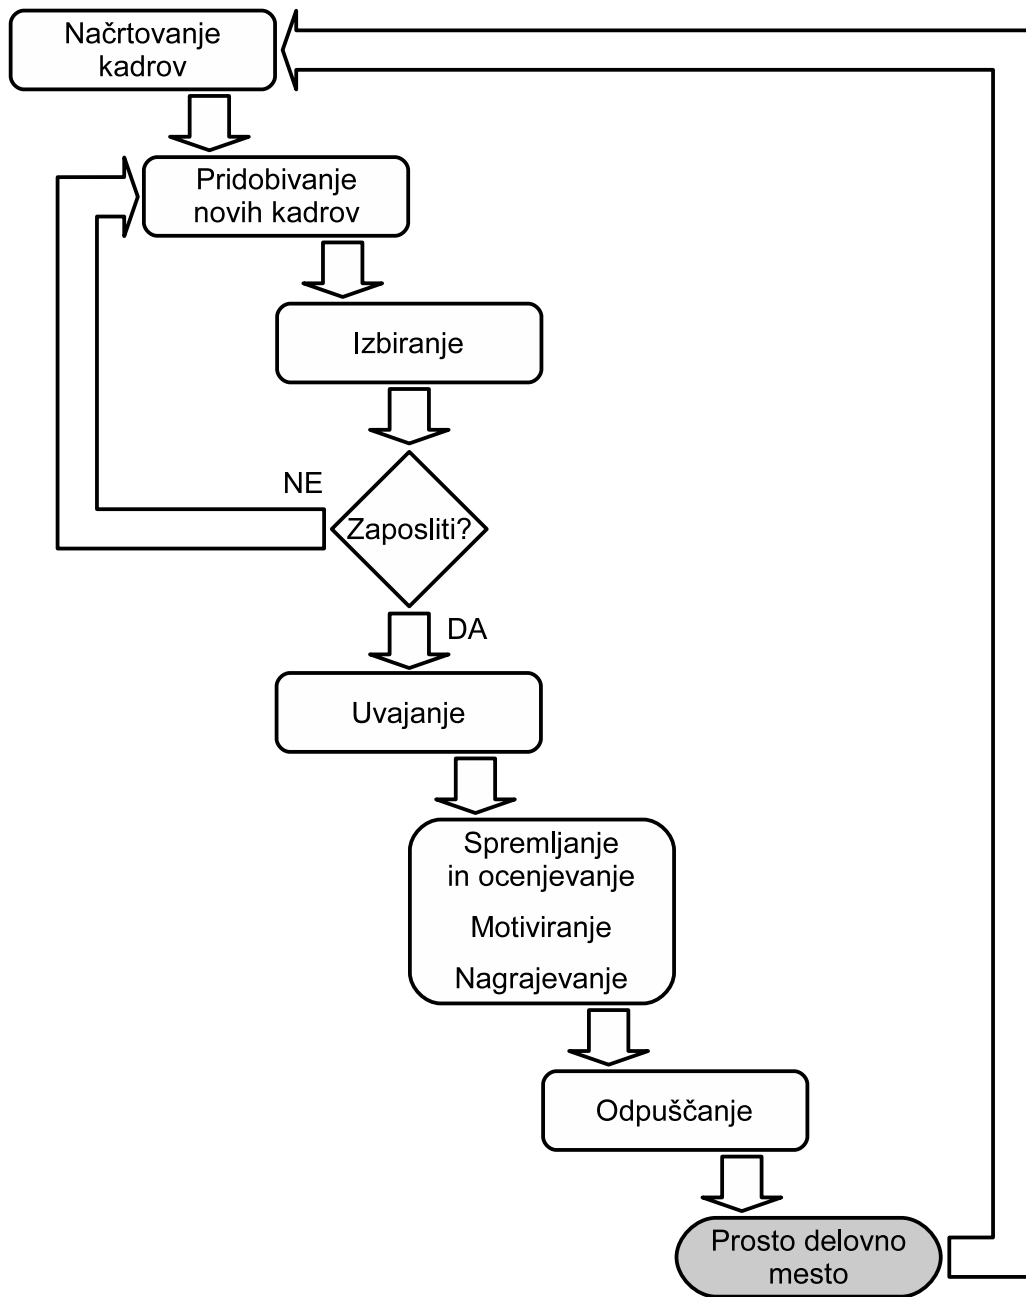 Načrtovanje
kadrov
Pridobivanje
novih kadrov
Izbiranje
NE
Zaposliti?
DA
Uvajanje
Spremljanje
in ocenjevanje
Motiviranje
Nagrajevanje
Odpuščanje
Prosto delovno
mesto